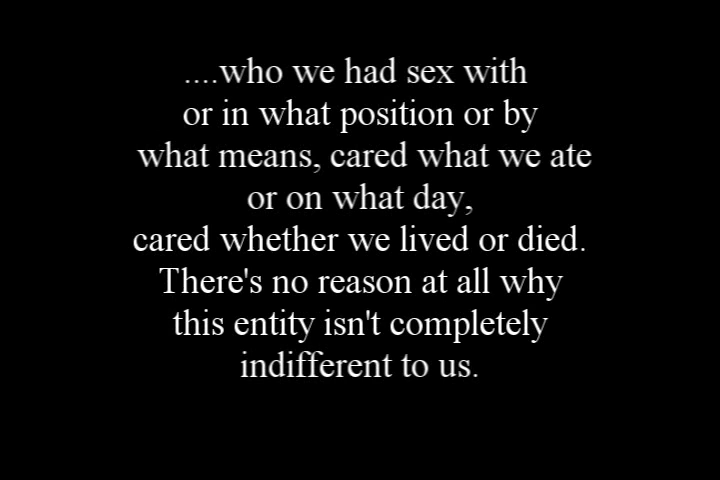 ....who we had sex with
or in what position or by
what means, cared what we ate
or on what day,
cared whether we lived or died.
There's no reason at all why
this entity isn't completely
indifferent to us.